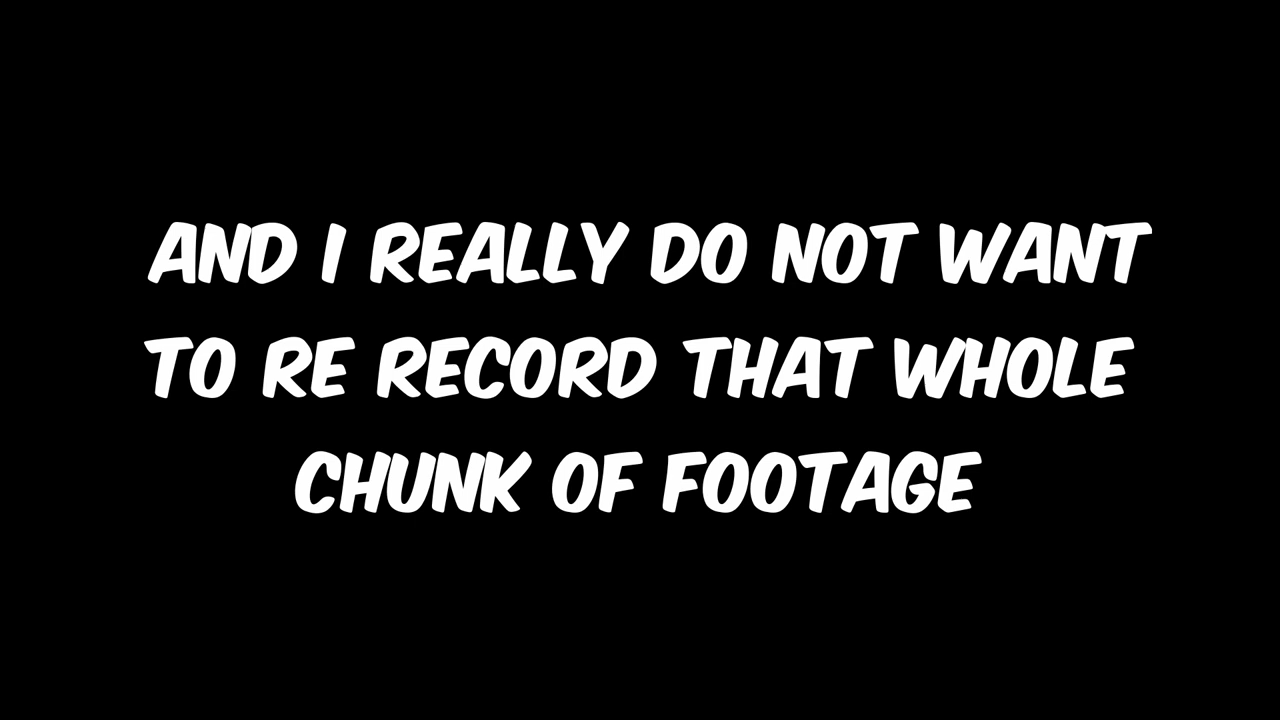 AND I REALLY DO NOT WANT
TO RE RECORD THAT WHOLE
CHUNK OF FOOTAGE